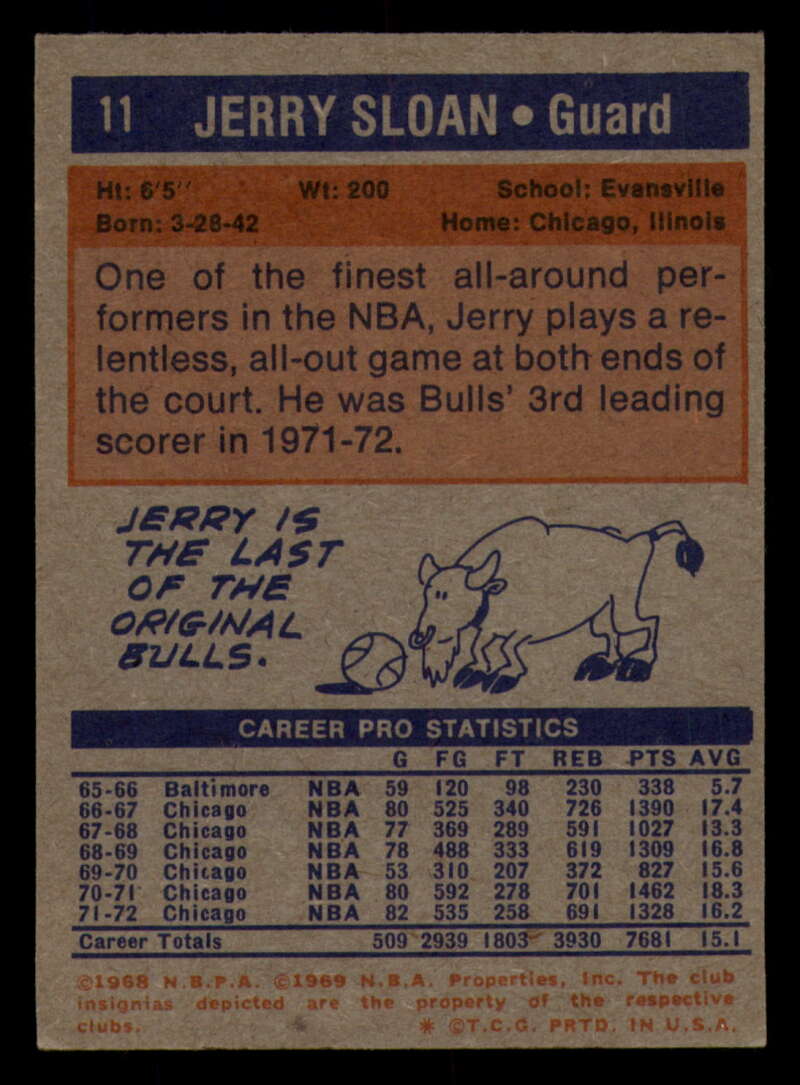 11 JERRY SLOAN • Guard
Ht: 6'5" Wt: 200 School: Evansville
Born: 3-28-42 Home: Chicago, Illinois
One of the finest all-around per-
formers in the NBA, Jerry plays a re-
lentless, all-out game at both ends of
the court. He was Bulls' 3rd leading
scorer in 1971-72.
JERRY IS
THE LAST
OF THE
ORIGINAL
BULLS.
CAREER PRO STATISTICS
G FG FT REB PTS AVG
65-66 Baltimore NBA 59 120 98 230 338 5.7
66-67 Chicago NBA 80 525 340 726 1390 17.4
67-68 Chicago NBA 77 369 289 591 1027 13.3
68-69 Chicago NBA 78 488 333 619 1309 16.8
69-70 Chicago NBA 53 310 207 372 827 15.6
70-71 Chicago NBA 80 592 278 701 1462 18.3
71-72 Chicago NBA 82 535 258 691 1328 16.2
Career Totals 509 2939 1803 3930 7681 15.1
©1968 N.B.P.A. ©1969 N.B.A. Properties, Inc. The club
insignias depicted are the property of the respective
clubs. * ©T.C.G. PRTD. IN U.S.A.